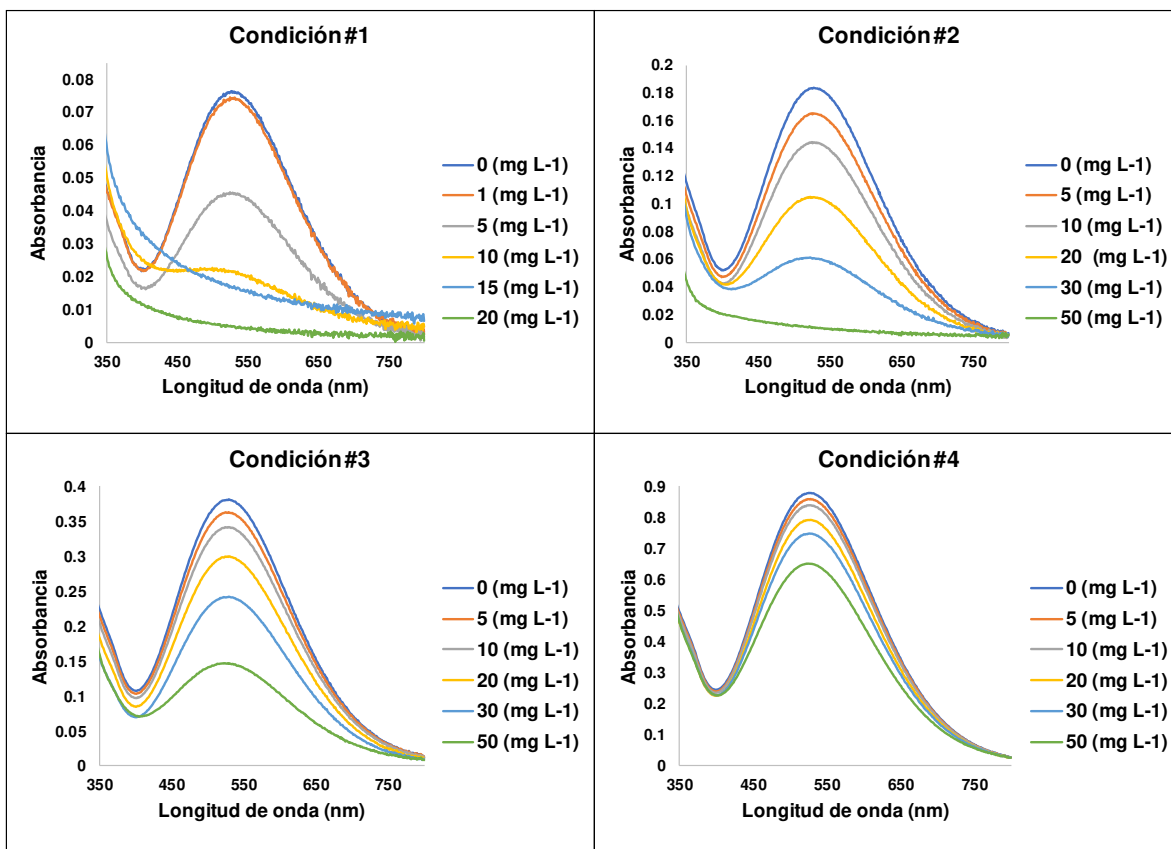 Condición#1
Absorbancia
0.08
0.07
0.06
0.05
0.04
0.03
0.02
0.01
0
350 450 550 650 750
Longitud de onda (nm)
0 (mg L-1)
1 (mg L-1)
5 (mg L-1)
10 (mg L-1)
15 (mg L-1)
20 (mg L-1)
Condición#2
Absorbancia
0.2
0.18
0.16
0.14
0.12
0.1
0.08
0.06
0.04
0.02
0
350 450 550 650 750
Longitud de onda (nm)
0 (mg L-1)
5 (mg L-1)
10 (mg L-1)
20 (mg L-1)
30 (mg L-1)
50 (mg L-1)
Condición#3
Absorbancia
0.4
0.35
0.3
0.25
0.2
0.15
0.1
0.05
0
350 450 550 650 750
Longitud de onda (nm)
0 (mg L-1)
5 (mg L-1)
10 (mg L-1)
20 (mg L-1)
30 (mg L-1)
50 (mg L-1)
Condición#4
Absorbancia
0.9
0.8
0.7
0.6
0.5
0.4
0.3
0.2
0.1
0
350 450 550 650 750
Longitud de onda (nm)
0 (mg L-1)
5 (mg L-1)
10 (mg L-1)
20 (mg L-1)
30 (mg L-1)
50 (mg L-1)